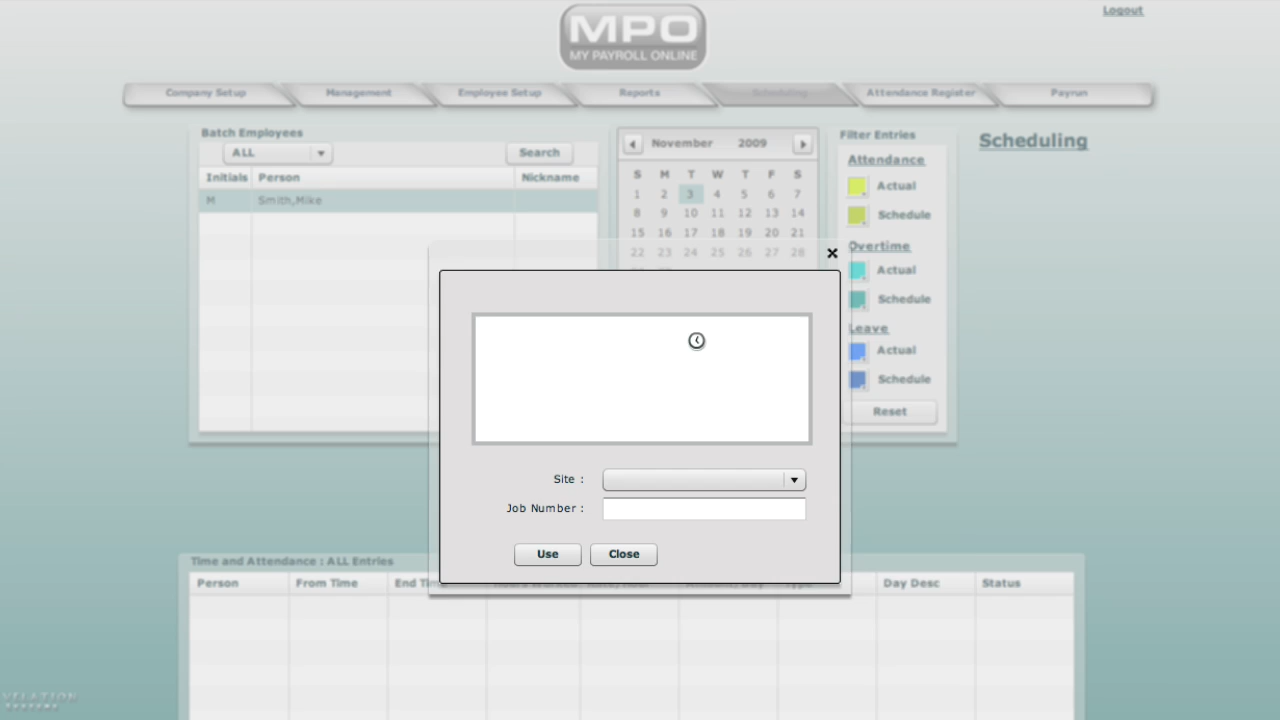 Logout
MPO
MY PAYROLL ONLINE
Company Setup
Management
Employee Setup
Reports
Scheduling
Attendance Register
Payrun
Batch Employees
ALL
Search
Initials
Person
Nickname
M
Smith,Mike
November 2009
S M T W T F S
1 2 3 4 5 6 7
8 9 10 11 12 13 14
15 16 17 18 19 20 21
22 23 24 25 26 27 28
Filter Entries
Attendance
Actual
Schedule
Overtime
Actual
Schedule
Leave
Actual
Schedule
Reset
Scheduling
Site :
Job Number :
Use
Close
Time and Attendance : ALL Entries
Person
From Time
End Time
Day Desc
Status